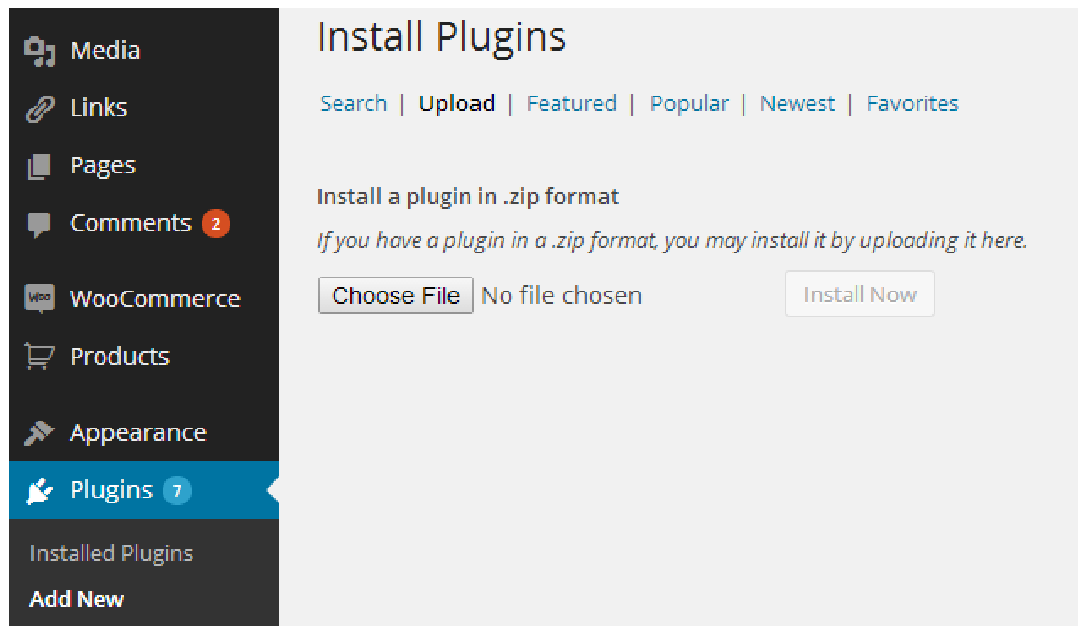 Media
Links
Pages
Comments 2
Woo WooCommerce
Products
Appearance
Plugins 7
Installed Plugins
Add New
Install Plugins
Search | Upload | Featured | Popular | Newest | Favorites
Install a plugin in .zip format
If you have a plugin in a .zip format, you may install it by uploading it here.
Choose File No file chosen Install Now